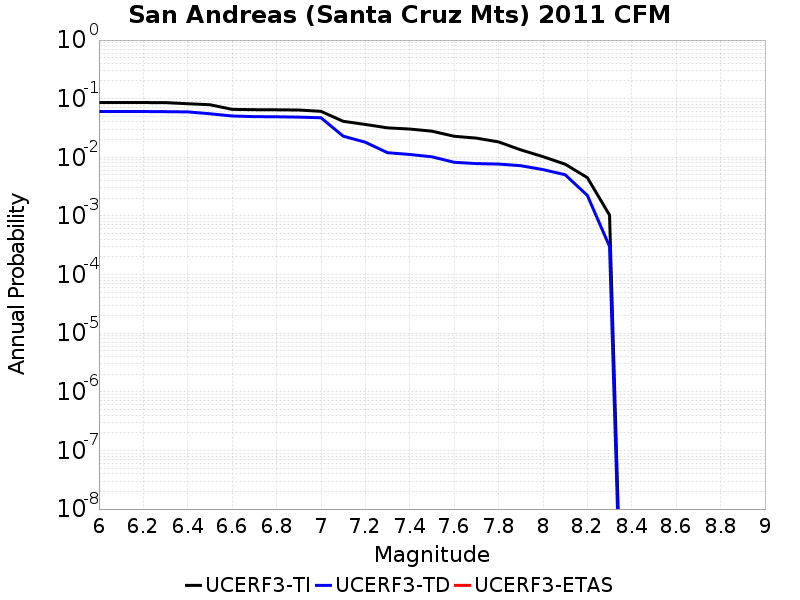 San Andreas (Santa Cruz Mts) 2011 CFM
10^0
10^-1
10^-2
10^-3
10^-4
10^-5
10^-6
10^-7
10^-8
Annual Probability
6 6.2 6.4 6.6 6.8 7 7.2 7.4 7.6 7.8 8 8.2 8.4 8.6 8.8 9
Magnitude
UCERF3-TI UCERF3-TD UCERF3-ETAS